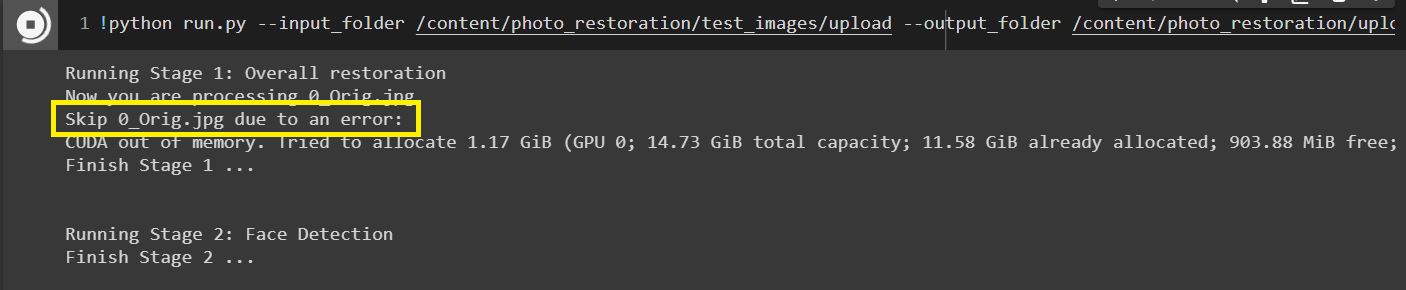 1 !python run.py --input_folder /content/photo_restoration/test_images/upload --output_folder /content/photo_restoration/
Running Stage 1: Overall restoration
Now you are processing 0_Orig.jpg
Skip 0_Orig.jpg due to an error:
CUDA out of memory. Tried to allocate 1.17 GiB (GPU 0; 14.73 GiB total capacity; 11.58 GiB already allocated; 903.88 MiB free;
Finish Stage 1 ...
Running Stage 2: Face Detection
Finish Stage 2 ...